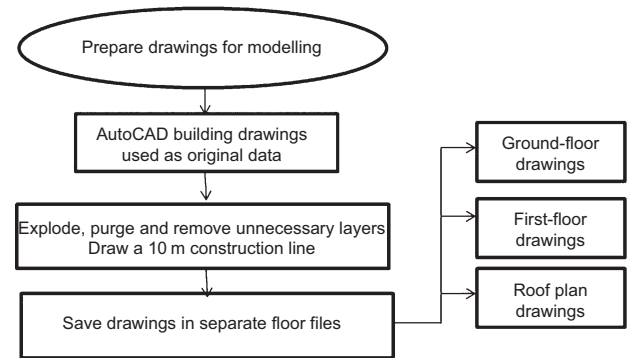 Prepare drawings for modelling
AutoCAD building drawings
used as original data
Explode, purge and remove unnecessary layers
Draw a 10 m construction line
Save drawings in separate floor files
Ground-floor
drawings
First-floor
drawings
Roof plan
drawings